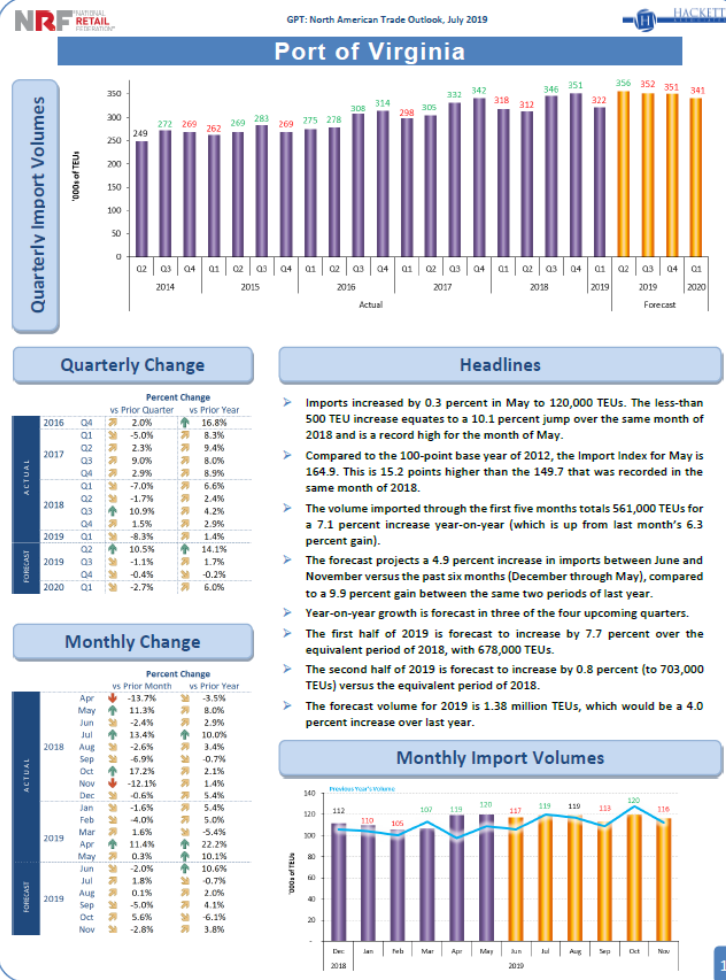 NRF NATIONAL RETAIL FEDERATION
GPT: North American Trade Outlook, July 2019
HACKETT
Port of Virginia
Quarterly Import Volumes
'000s of TEUs
350
300
250
200
150
100
50
0
249 272 269 262 269 283 269 275 278 308 314 298 305 332 342 318 312 346 351 322 356 352 351 341
Q2 Q3 Q4 Q1 Q2 Q3 Q4 Q1 Q2 Q3 Q4 Q1 Q2 Q3 Q4 Q1 Q2 Q3 Q4 Q1 Q2 Q3 Q4 Q1
2014 2015 2016 2017 2018 2019 2019 2020
Actual Forecast
Quarterly Change
Percent Change
vs Prior Quarter vs Prior Year
ACTUAL
2016 Q4 2.0% 16.8%
Q1 -5.0% 8.3%
2017 Q2 2.3% 9.4%
Q3 9.0% 8.0%
Q4 2.9% 8.9%
Q1 -7.0% 6.6%
2018 Q2 -1.7% 2.4%
Q3 10.9% 4.2%
Q4 1.5% 2.9%
2019 Q1 -8.3% 1.4%
FORECAST
Q2 10.5% 14.1%
2019 Q3 -1.1% 1.7%
Q4 -0.4% -0.2%
2020 Q1 -2.7% 6.0%
Headlines
Imports increased by 0.3 percent in May to 120,000 TEUs. The less-than
500 TEU increase equates to a 10.1 percent jump over the same month of
2018 and is a record high for the month of May.
Compared to the 100-point base year of 2012, the Import Index for May is
164.9. This is 15.2 points higher than the 149.7 that was recorded in the
same month of 2018.
The volume imported through the first five months totals 561,000 TEUs for
a 7.1 percent increase year-on-year (which is up from last month's 6.3
percent gain).
The forecast projects a 4.9 percent increase in imports between June and
November versus the past six months (December through May), compared
to a 9.9 percent gain between the same two periods of last year.
Year-on-year growth is forecast in three of the four upcoming quarters.
The first half of 2019 is forecast to increase by 7.7 percent over the
equivalent period of 2018, with 678,000 TEUs.
The second half of 2019 is forecast to increase by 0.8 percent (to 703,000
TEUs) versus the equivalent period of 2018.
The forecast volume for 2019 is 1.38 million TEUs, which would be a 4.0
percent increase over last year.
Monthly Change
Percent Change
vs Prior Month vs Prior Year
ACTUAL
Apr -13.7% -3.5%
May 11.3% 8.0%
Jun -2.4% 2.9%
Jul 13.4% 10.0%
2018 Aug -2.6% 3.4%
Sep -6.9% -0.7%
Oct 17.2% 2.1%
Nov -12.1% 1.4%
Dec -0.6% 5.4%
Jan -1.6% 5.4%
Feb -4.0% 5.0%
2019 Mar 1.6% -5.4%
Apr 11.4% 22.2%
May 0.3% 10.1%
FORECAST
Jun -2.0% 10.6%
Jul 1.8% -0.7%
2019 Aug 0.1% 2.0%
Sep -5.0% 4.1%
Oct 5.6% -6.1%
Nov -2.8% 3.8%
Monthly Import Volumes
Previous Year's Volume
'000s of TEUs
140
120
100
80
60
40
20
-
112 110 105 107 119 120 117 119 119 113 120 116
Dec Jan Feb Mar Apr May Jun Jul Aug Sep Oct Nov
2018 2019
1